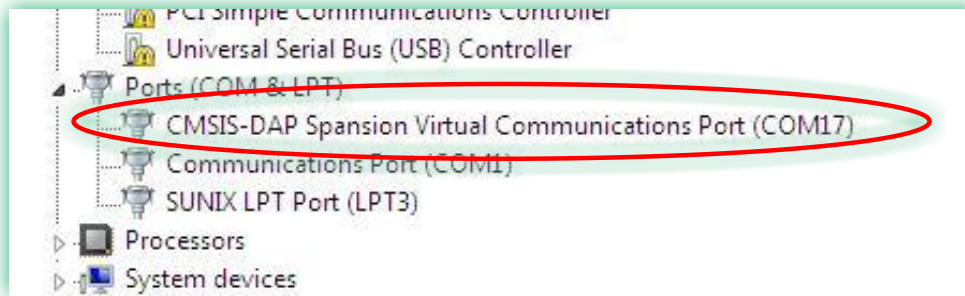 PCI Simple Communications Controller
Universal Serial Bus (USB) Controller
Ports (COM & LPT)
CMSIS-DAP Spansion Virtual Communications Port (COM17)
Communications Port (COM1)
SUNIX LPT Port (LPT3)
Processors
System devices